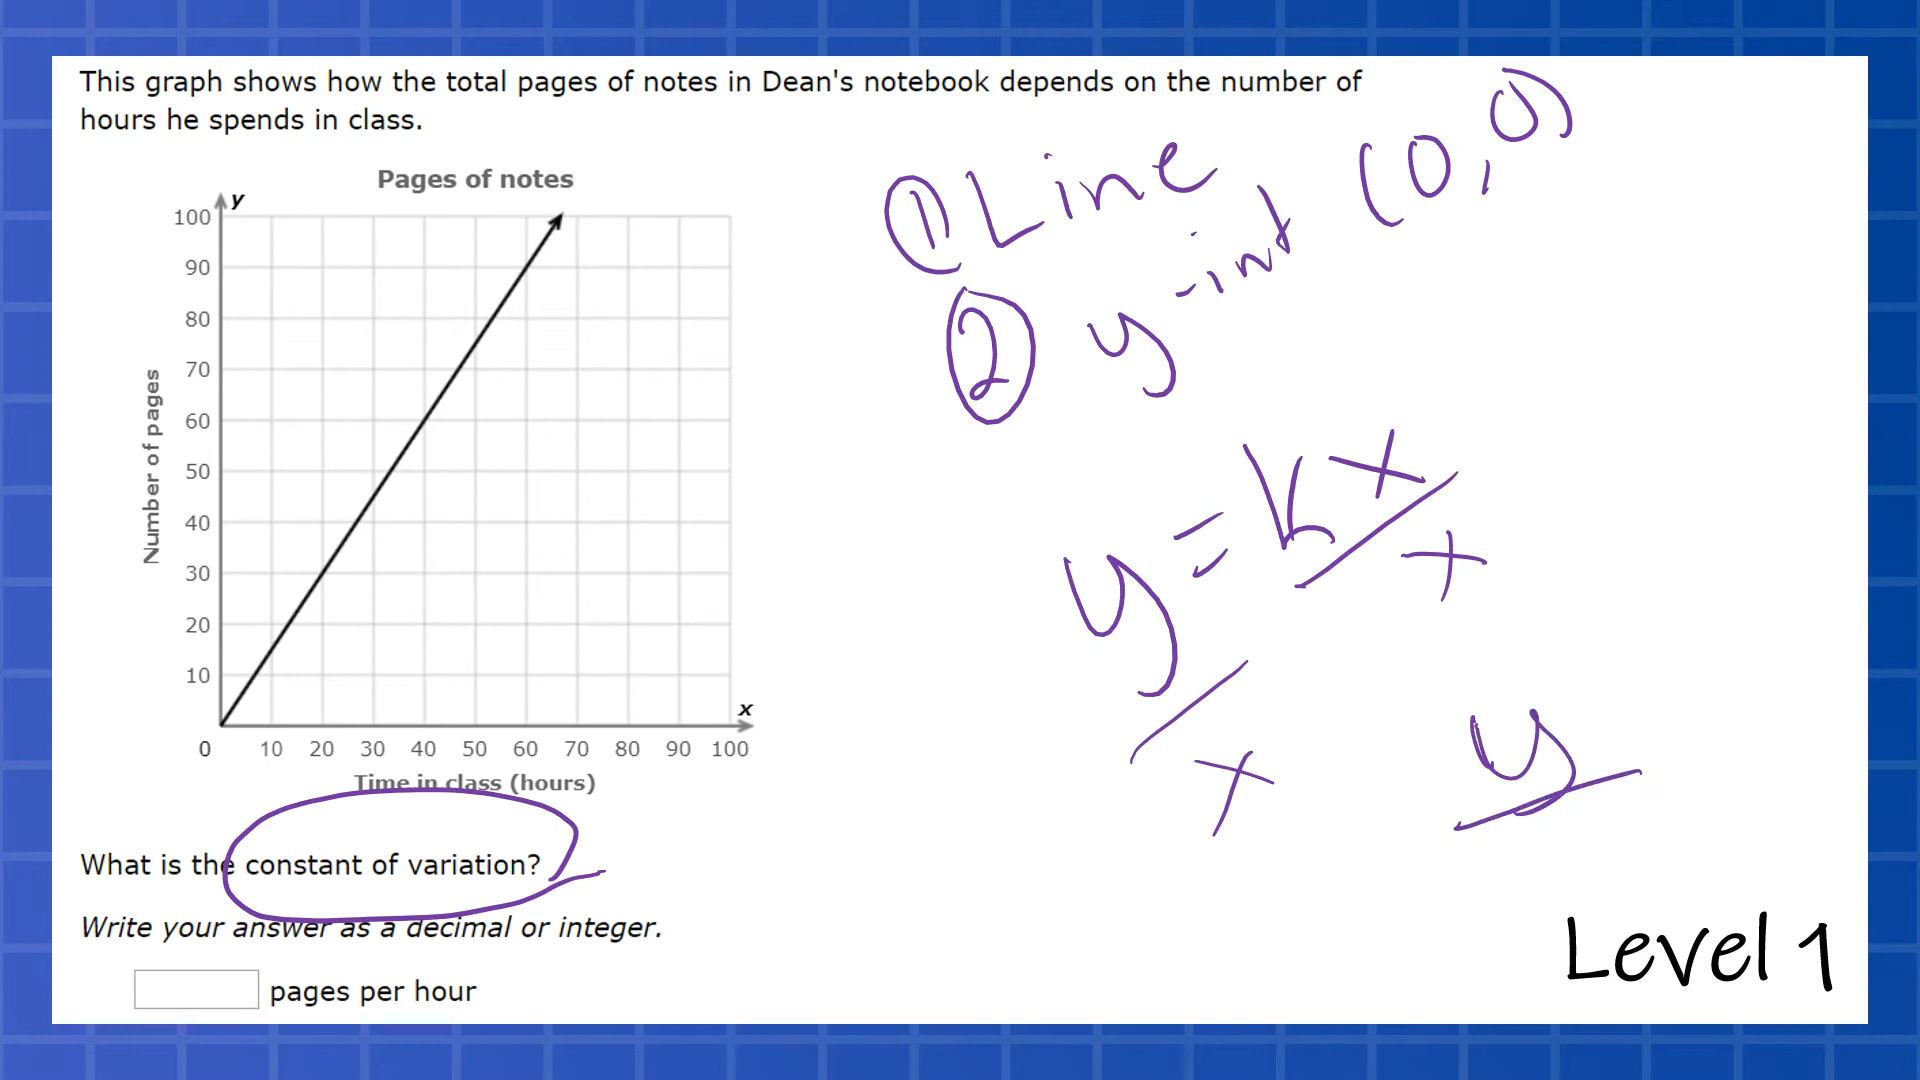 This graph shows how the total pages of notes in Dean's notebook depends on the number of
hours he spends in class.
Pages of notes
y
100
90
80
70
60
50
40
30
20
10
0 10 20 30 40 50 60 70 80 90 100
x
Number of pages
Time in class (hours)
What is the constant of variation?
Write your answer as a decimal or integer.
pages per hour
① Line
② y-int (0,0)
y = kx
x x
y
Level 1